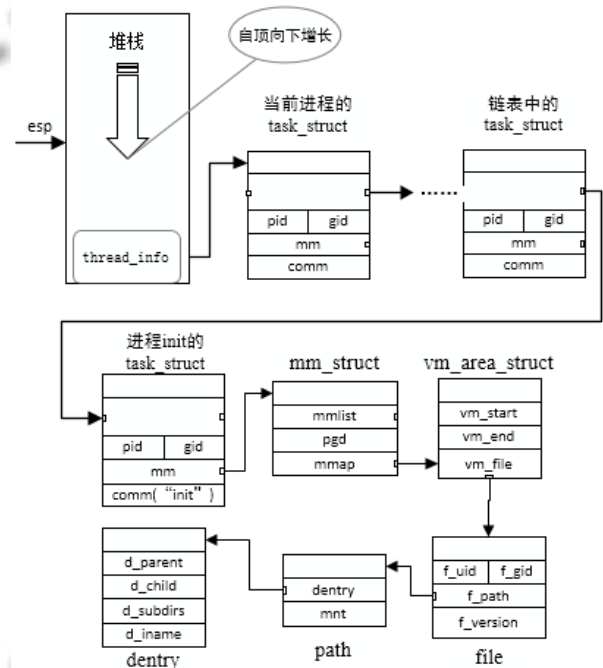 堆栈
自顶向下增长
esp
thread_info
当前进程的
task_struct
pid gid
mm
comm
......
链表中的
task_struct
pid gid
mm
comm
进程init的
task_struct
pid gid
mm
comm( “init” )
mm_struct
mmlist
pgd
mmap
vm_area_struct
vm_start
vm_end
vm_file
d_parent
d_child
d_subdirs
d_iname
dentry
dentry
mnt
path
f_uid f_gid
f_path
f_version
file